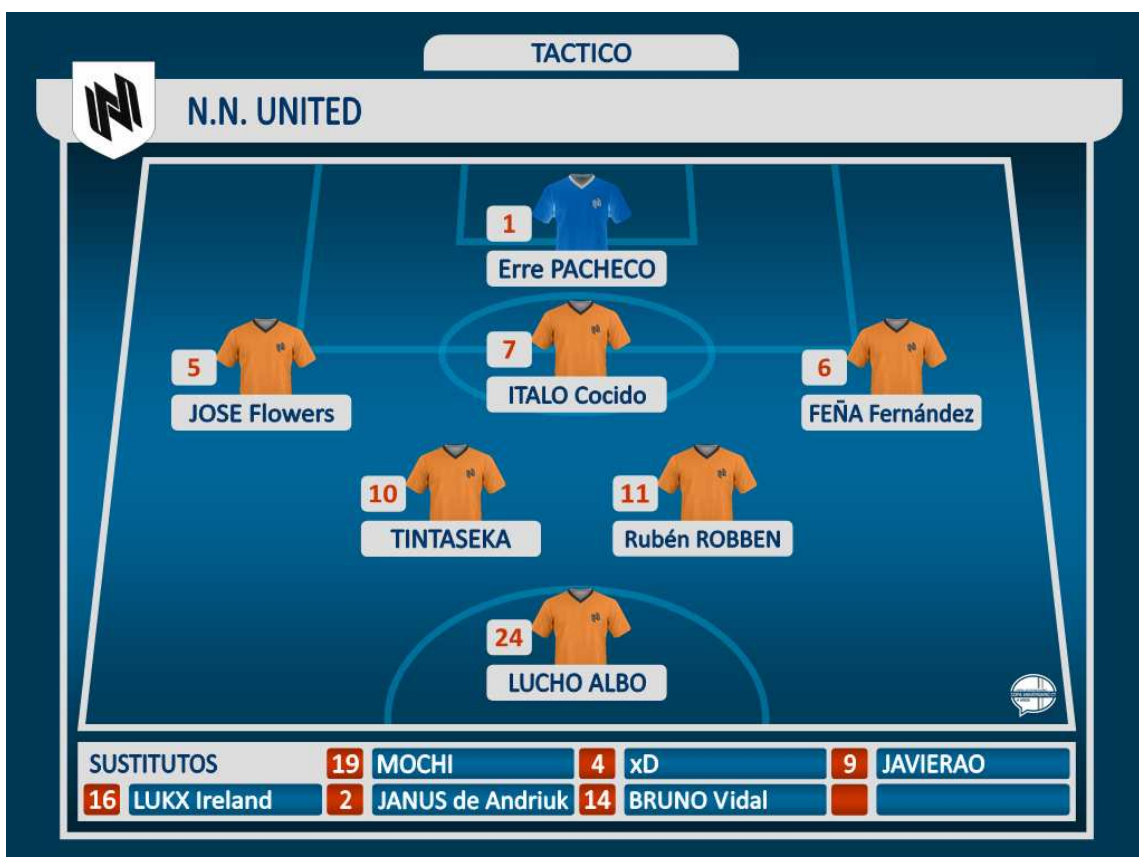 TACTICO
N.N. UNITED
1
Erre PACHECO
5
JOSE Flowers
7
ITALO Cocido
6
FEÑA Fernández
10
TINTASEKA
11
Rubén ROBBEN
24
LUCHO ALBO
SUSTITUTOS 19 MOCHI 4 xD 9 JAVIERAO
16 LUKX Ireland 2 JANUS de Andriuk 14 BRUNO Vidal